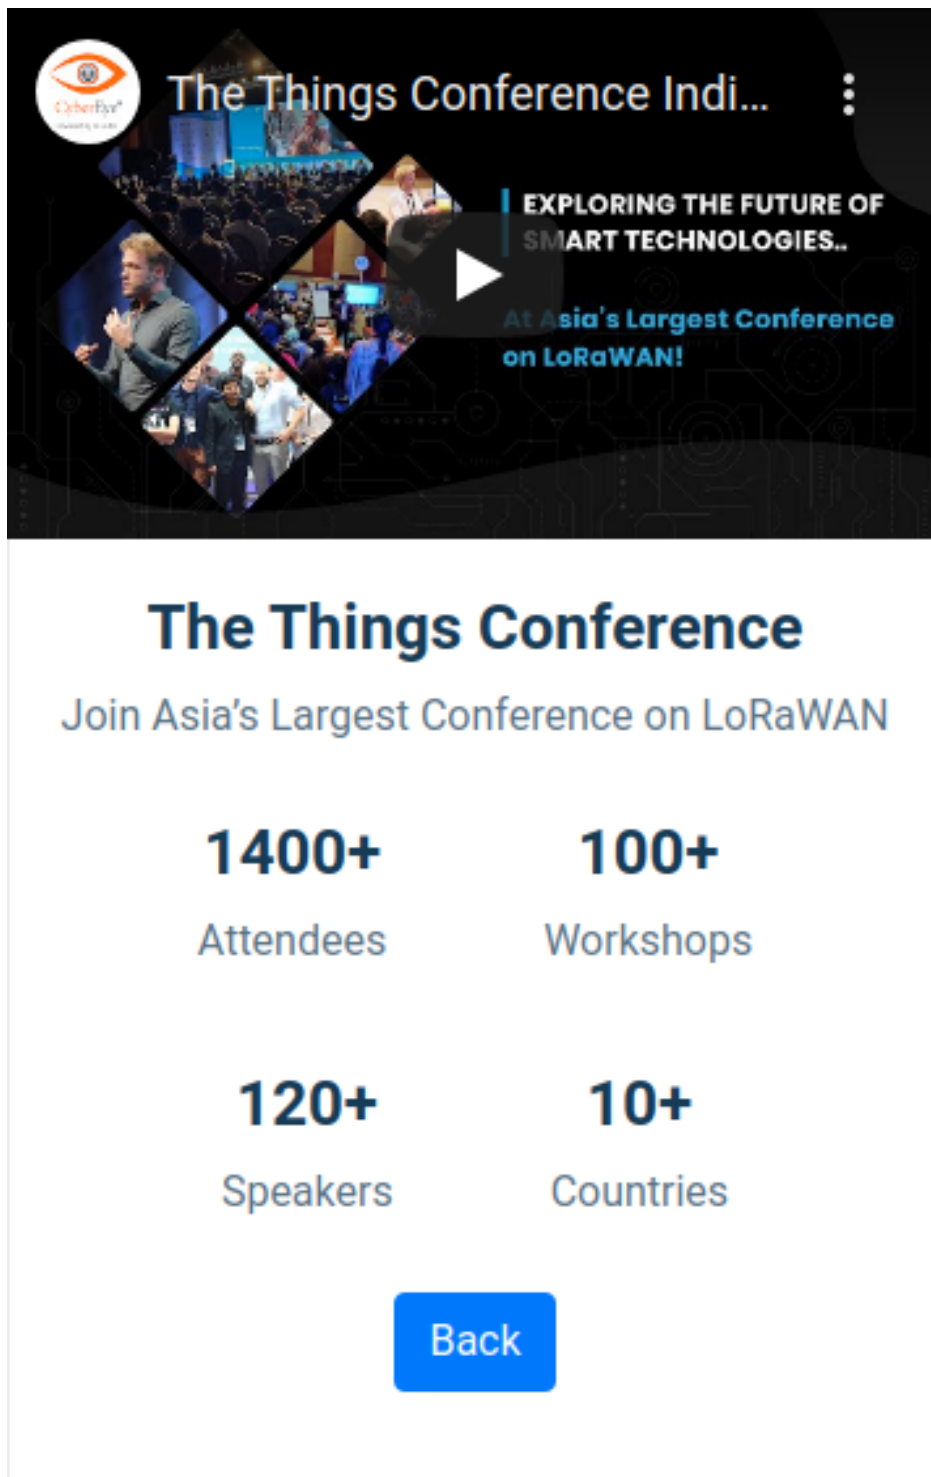 CyberEye
The Things Conference Indi...
EXPLORING THE FUTURE OF
SMART TECHNOLOGIES..
At Asia's Largest Conference
on LoRaWAN!
The Things Conference
Join Asia’s Largest Conference on LoRaWAN
1400+
100+
Attendees
Workshops
120+
10+
Speakers
Countries
Back